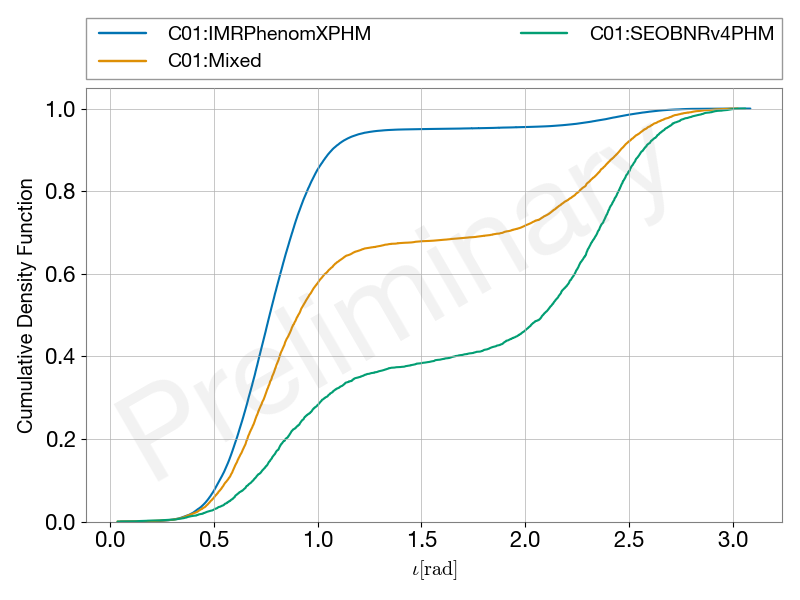 C01:IMRPhenomXPHM
C01:SEOBNRv4PHM
C01:Mixed
Cumulative Density Function
1.0
0.8
0.6
0.4
0.2
0.0
0.0 0.5 1.0 1.5 2.0 2.5 3.0
ι[rad]
Preliminary